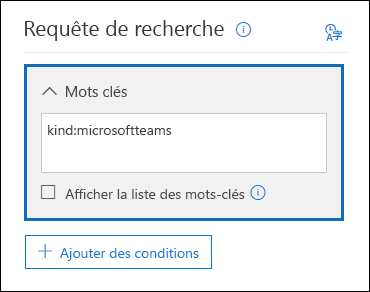 Requête de recherche
Mots clés
kind:microsoftteams
Afficher la liste des mots-clés
Ajouter des conditions